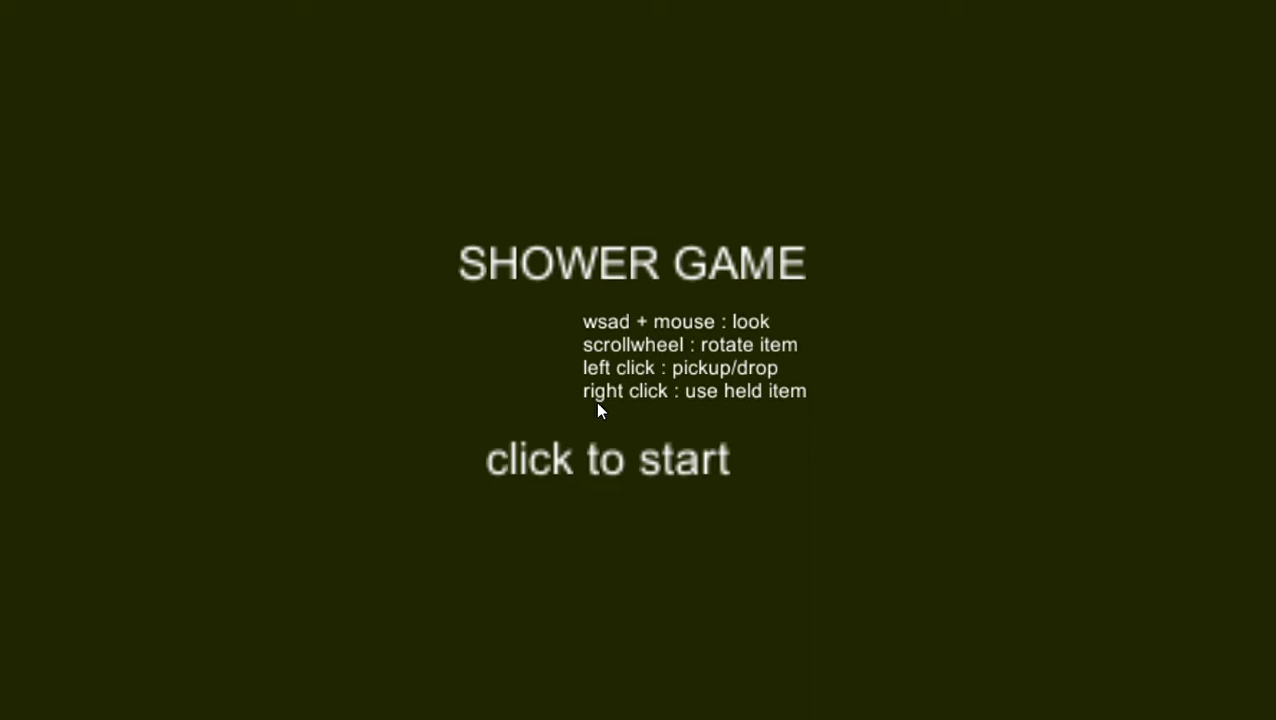 SHOWER GAME
wsad + mouse : look
scrollwheel : rotate item
left click : pickup/drop
right click : use held item
click to start